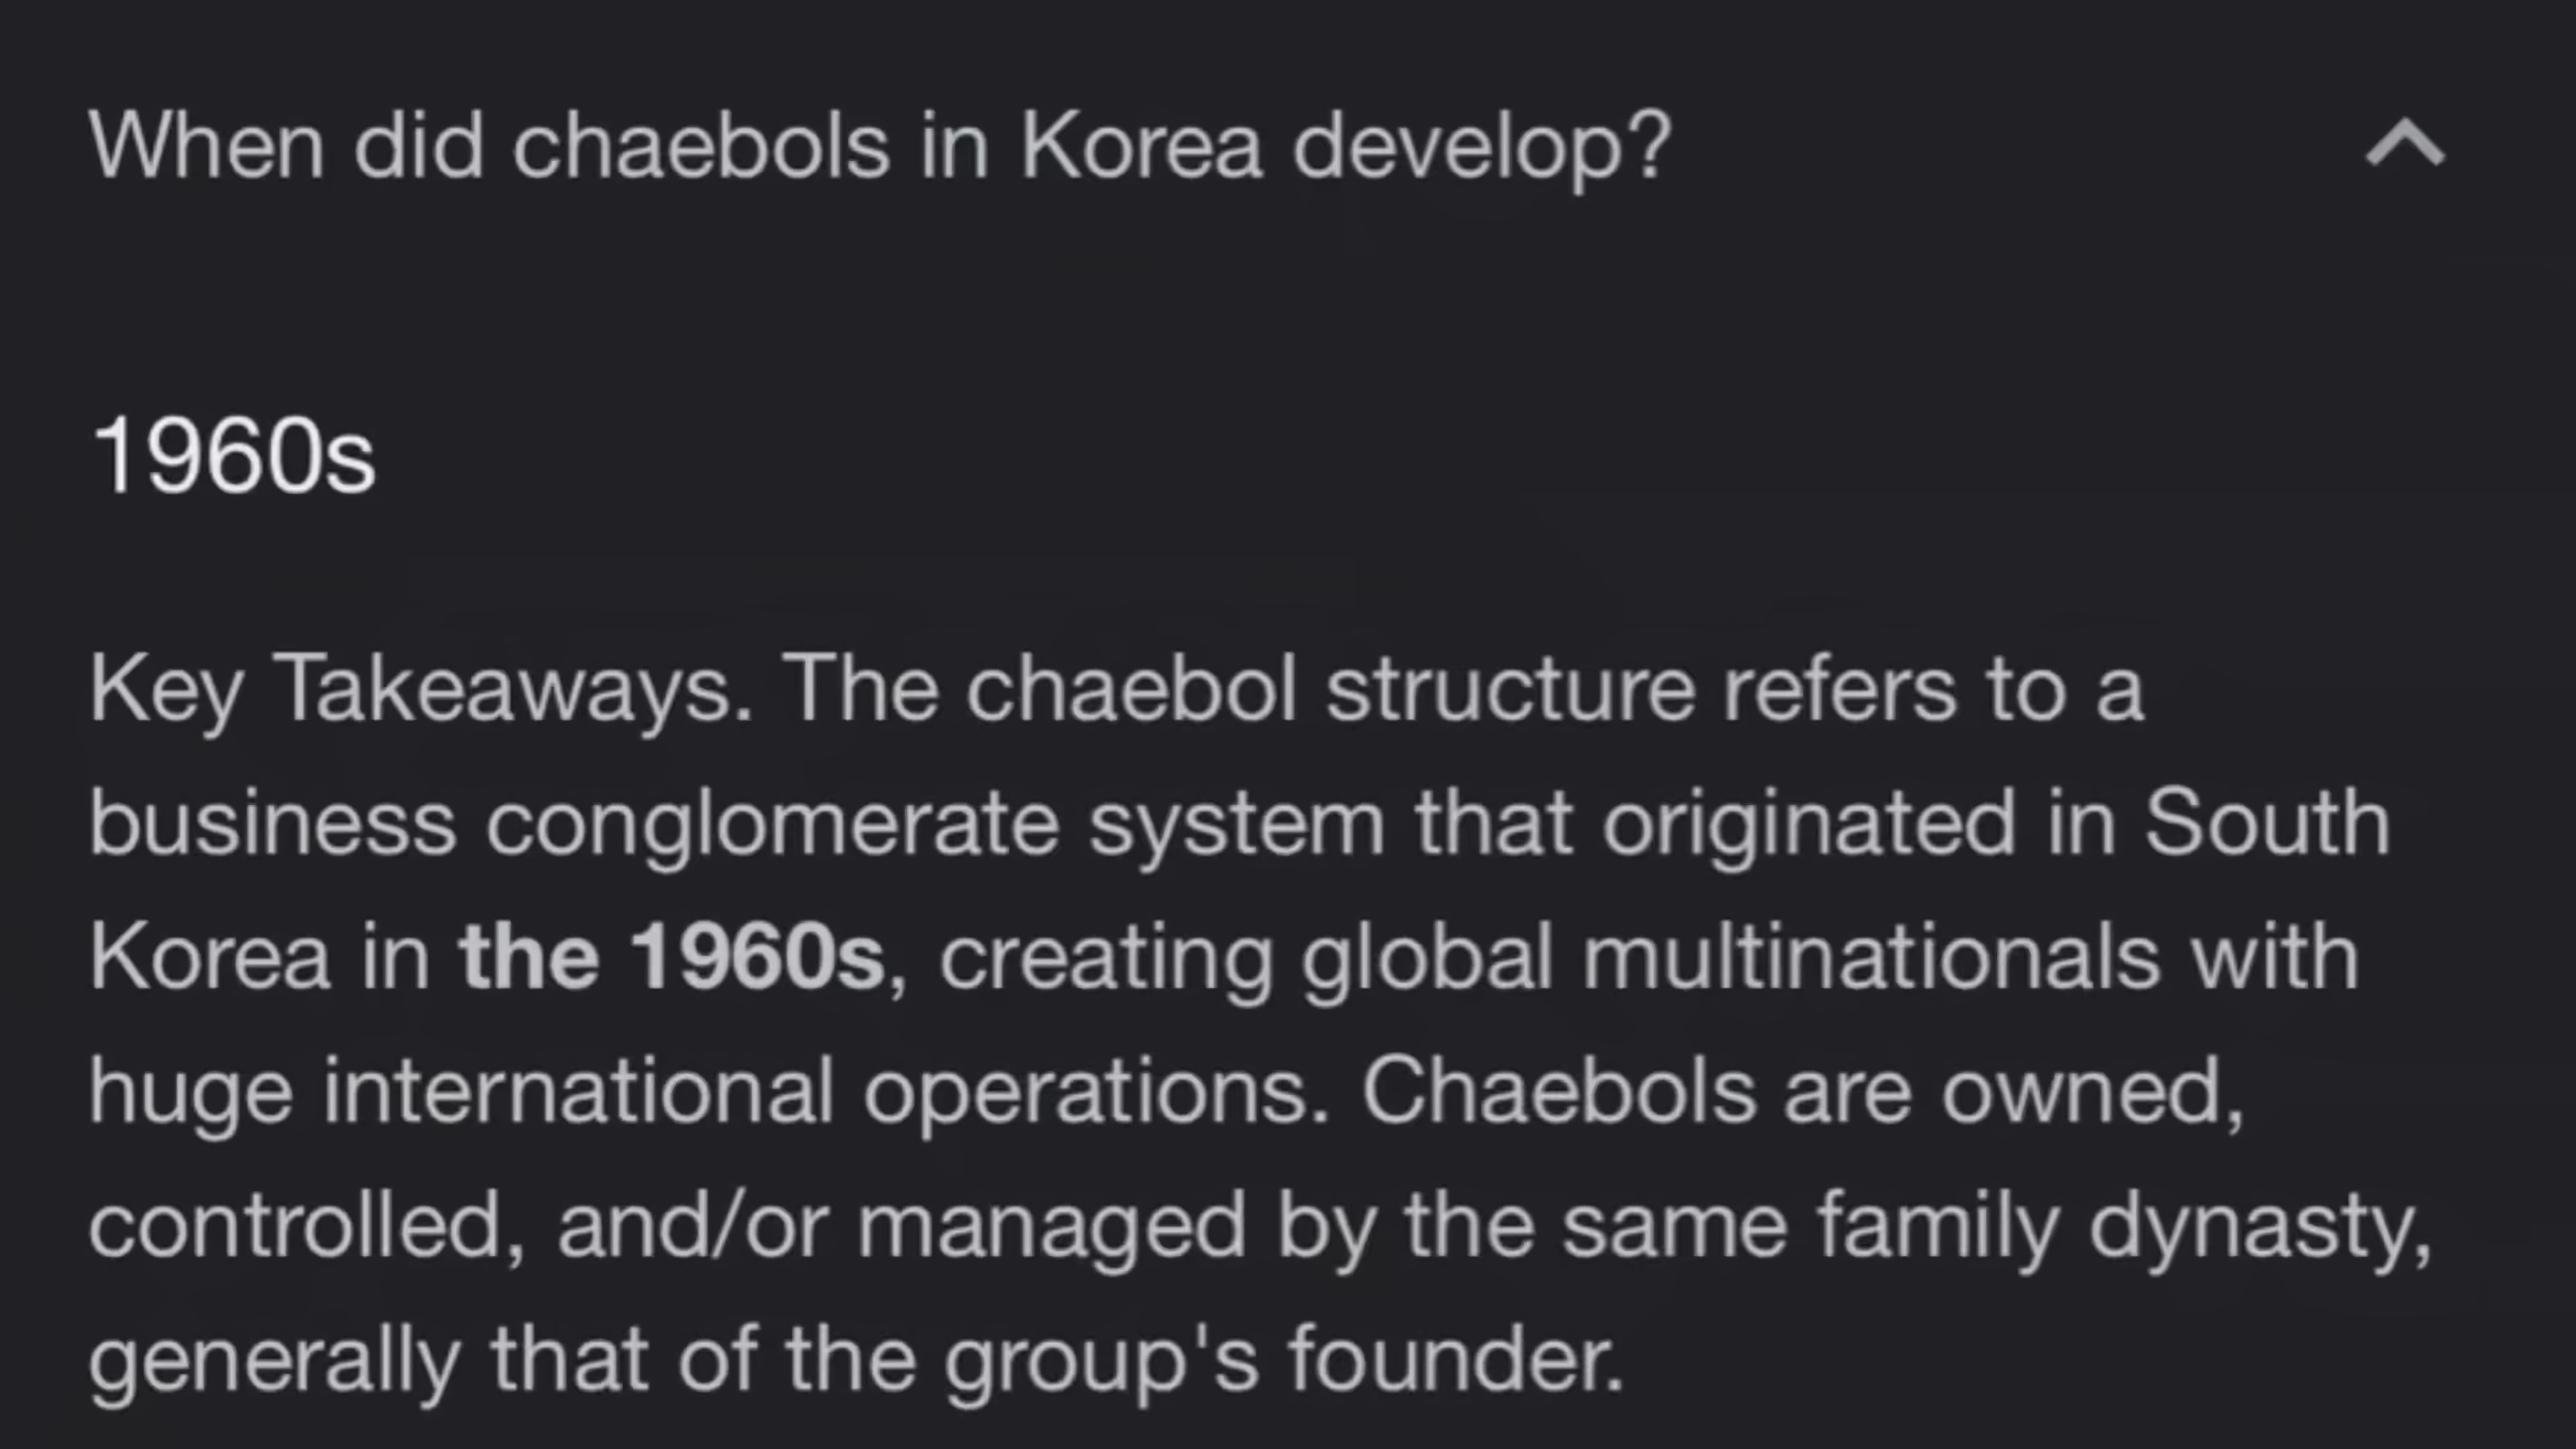 When did chaebols in Korea develop?
1960s
Key Takeaways. The chaebol structure refers to a
business conglomerate system that originated in South
Korea in the 1960s, creating global multinationals with
huge international operations. Chaebols are owned,
controlled, and/or managed by the same family dynasty,
generally that of the group's founder.